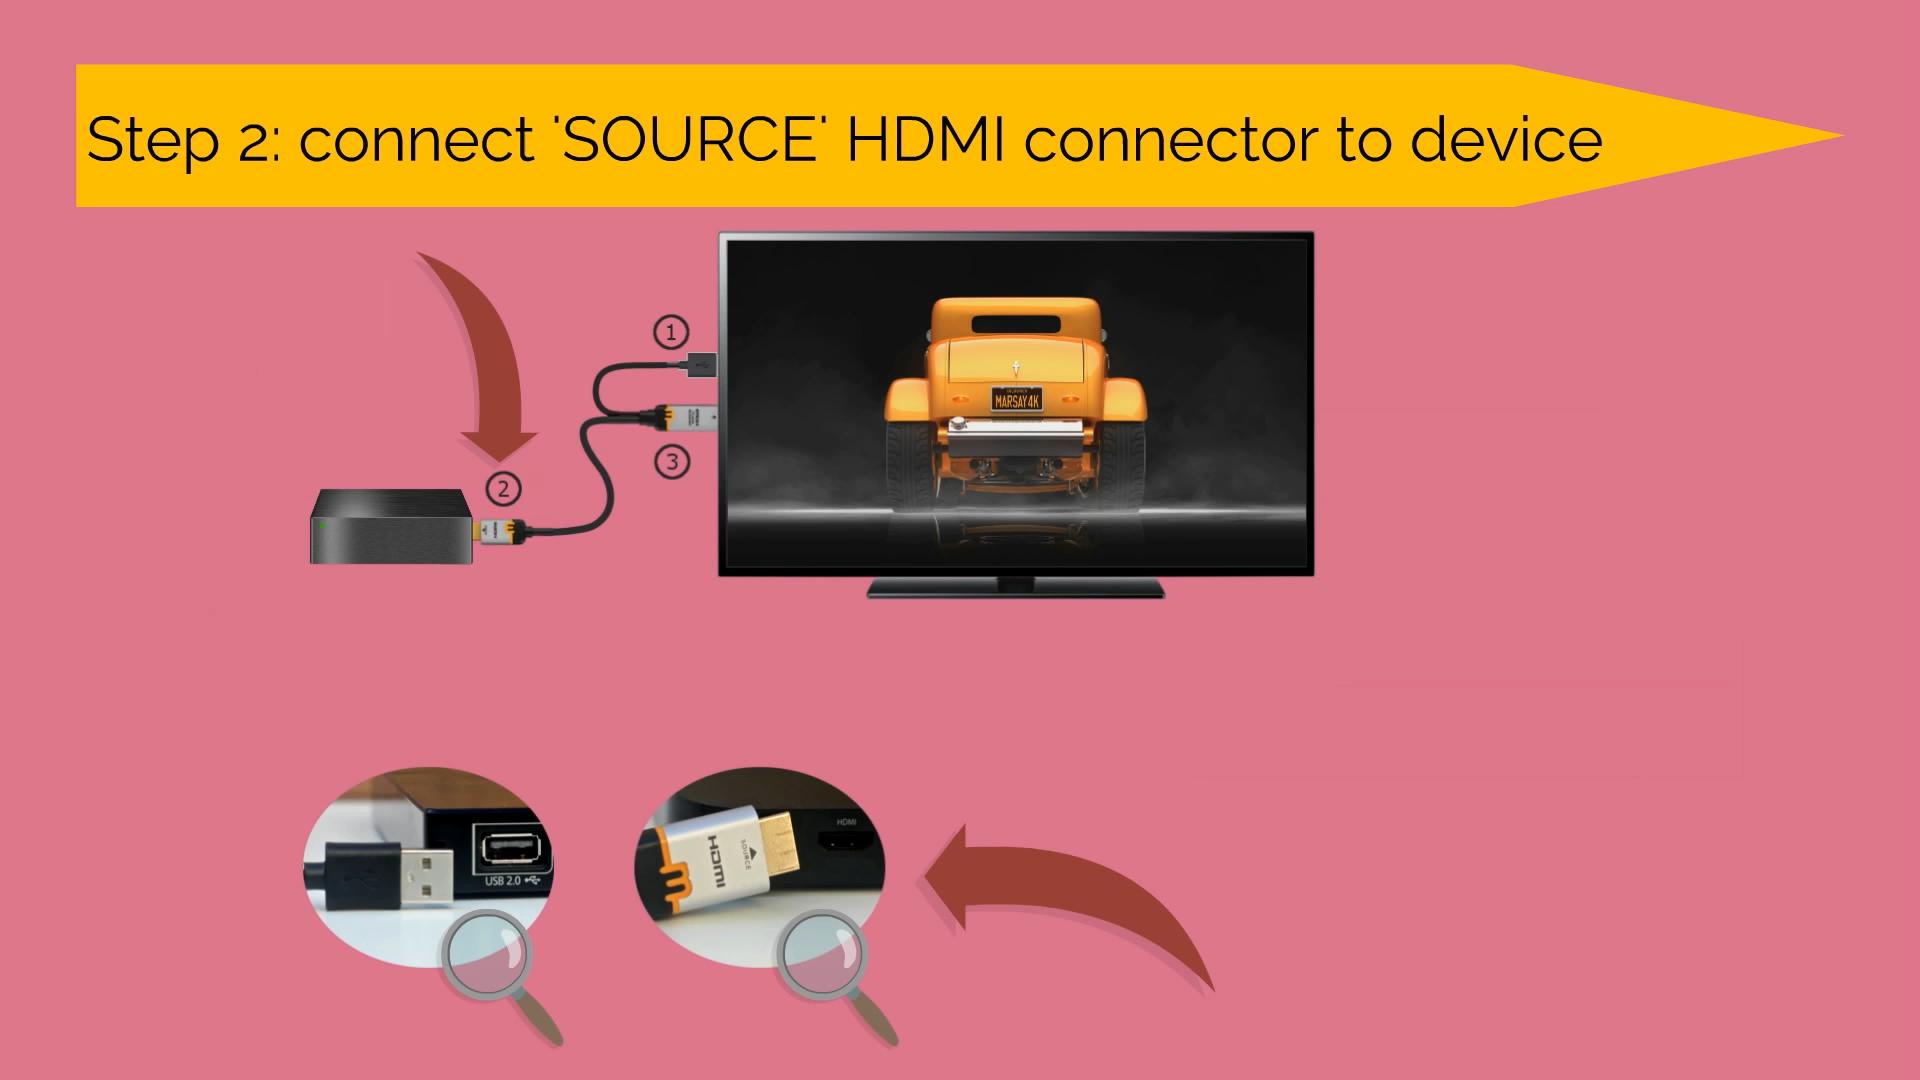 Step 2: connect 'SOURCE' HDMI connector to device
1
MARSAY4K
3
2
HDMI
SOURCE
HDMI
USB 2.0